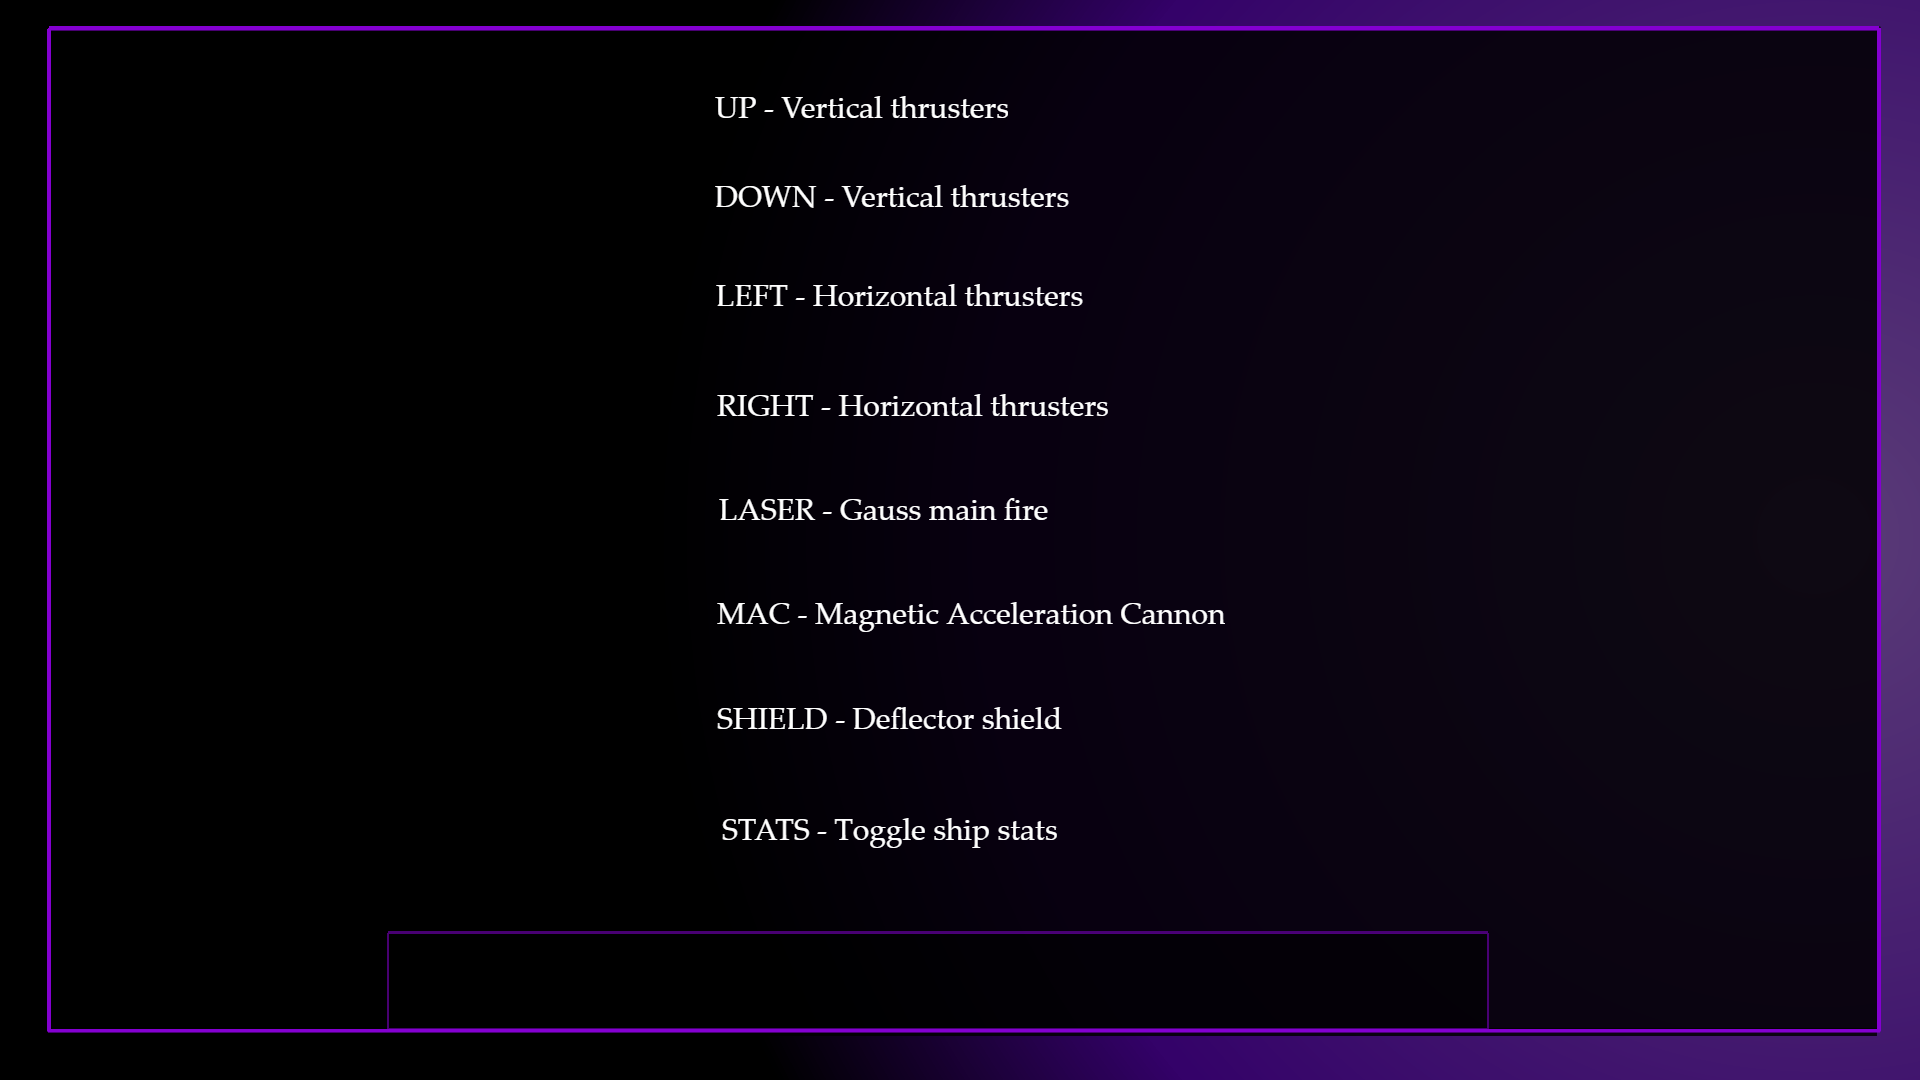 UP - Vertical thrusters
DOWN - Vertical thrusters
LEFT - Horizontal thrusters
RIGHT - Horizontal thrusters
LASER - Gauss main fire
MAC - Magnetic Acceleration Cannon
SHIELD - Deflector shield
STATS - Toggle ship stats